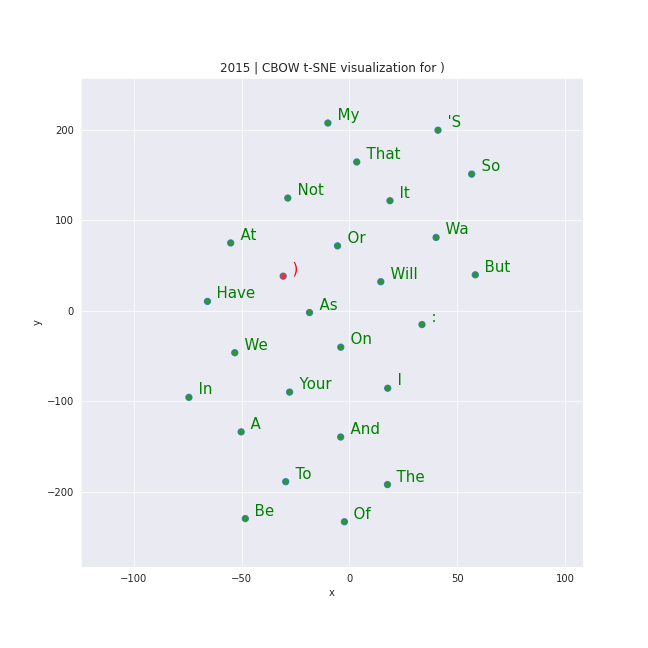 2015 | CBOW t-SNE visualization for )
My
'S
That
So
Not
It
At
Or
Wa
)
Will
But
Have
As
:
We
On
In
Your
I
A
And
To
The
Be
Of
200
100
0
−100
−200
y
−100
−50
0
50
100
x